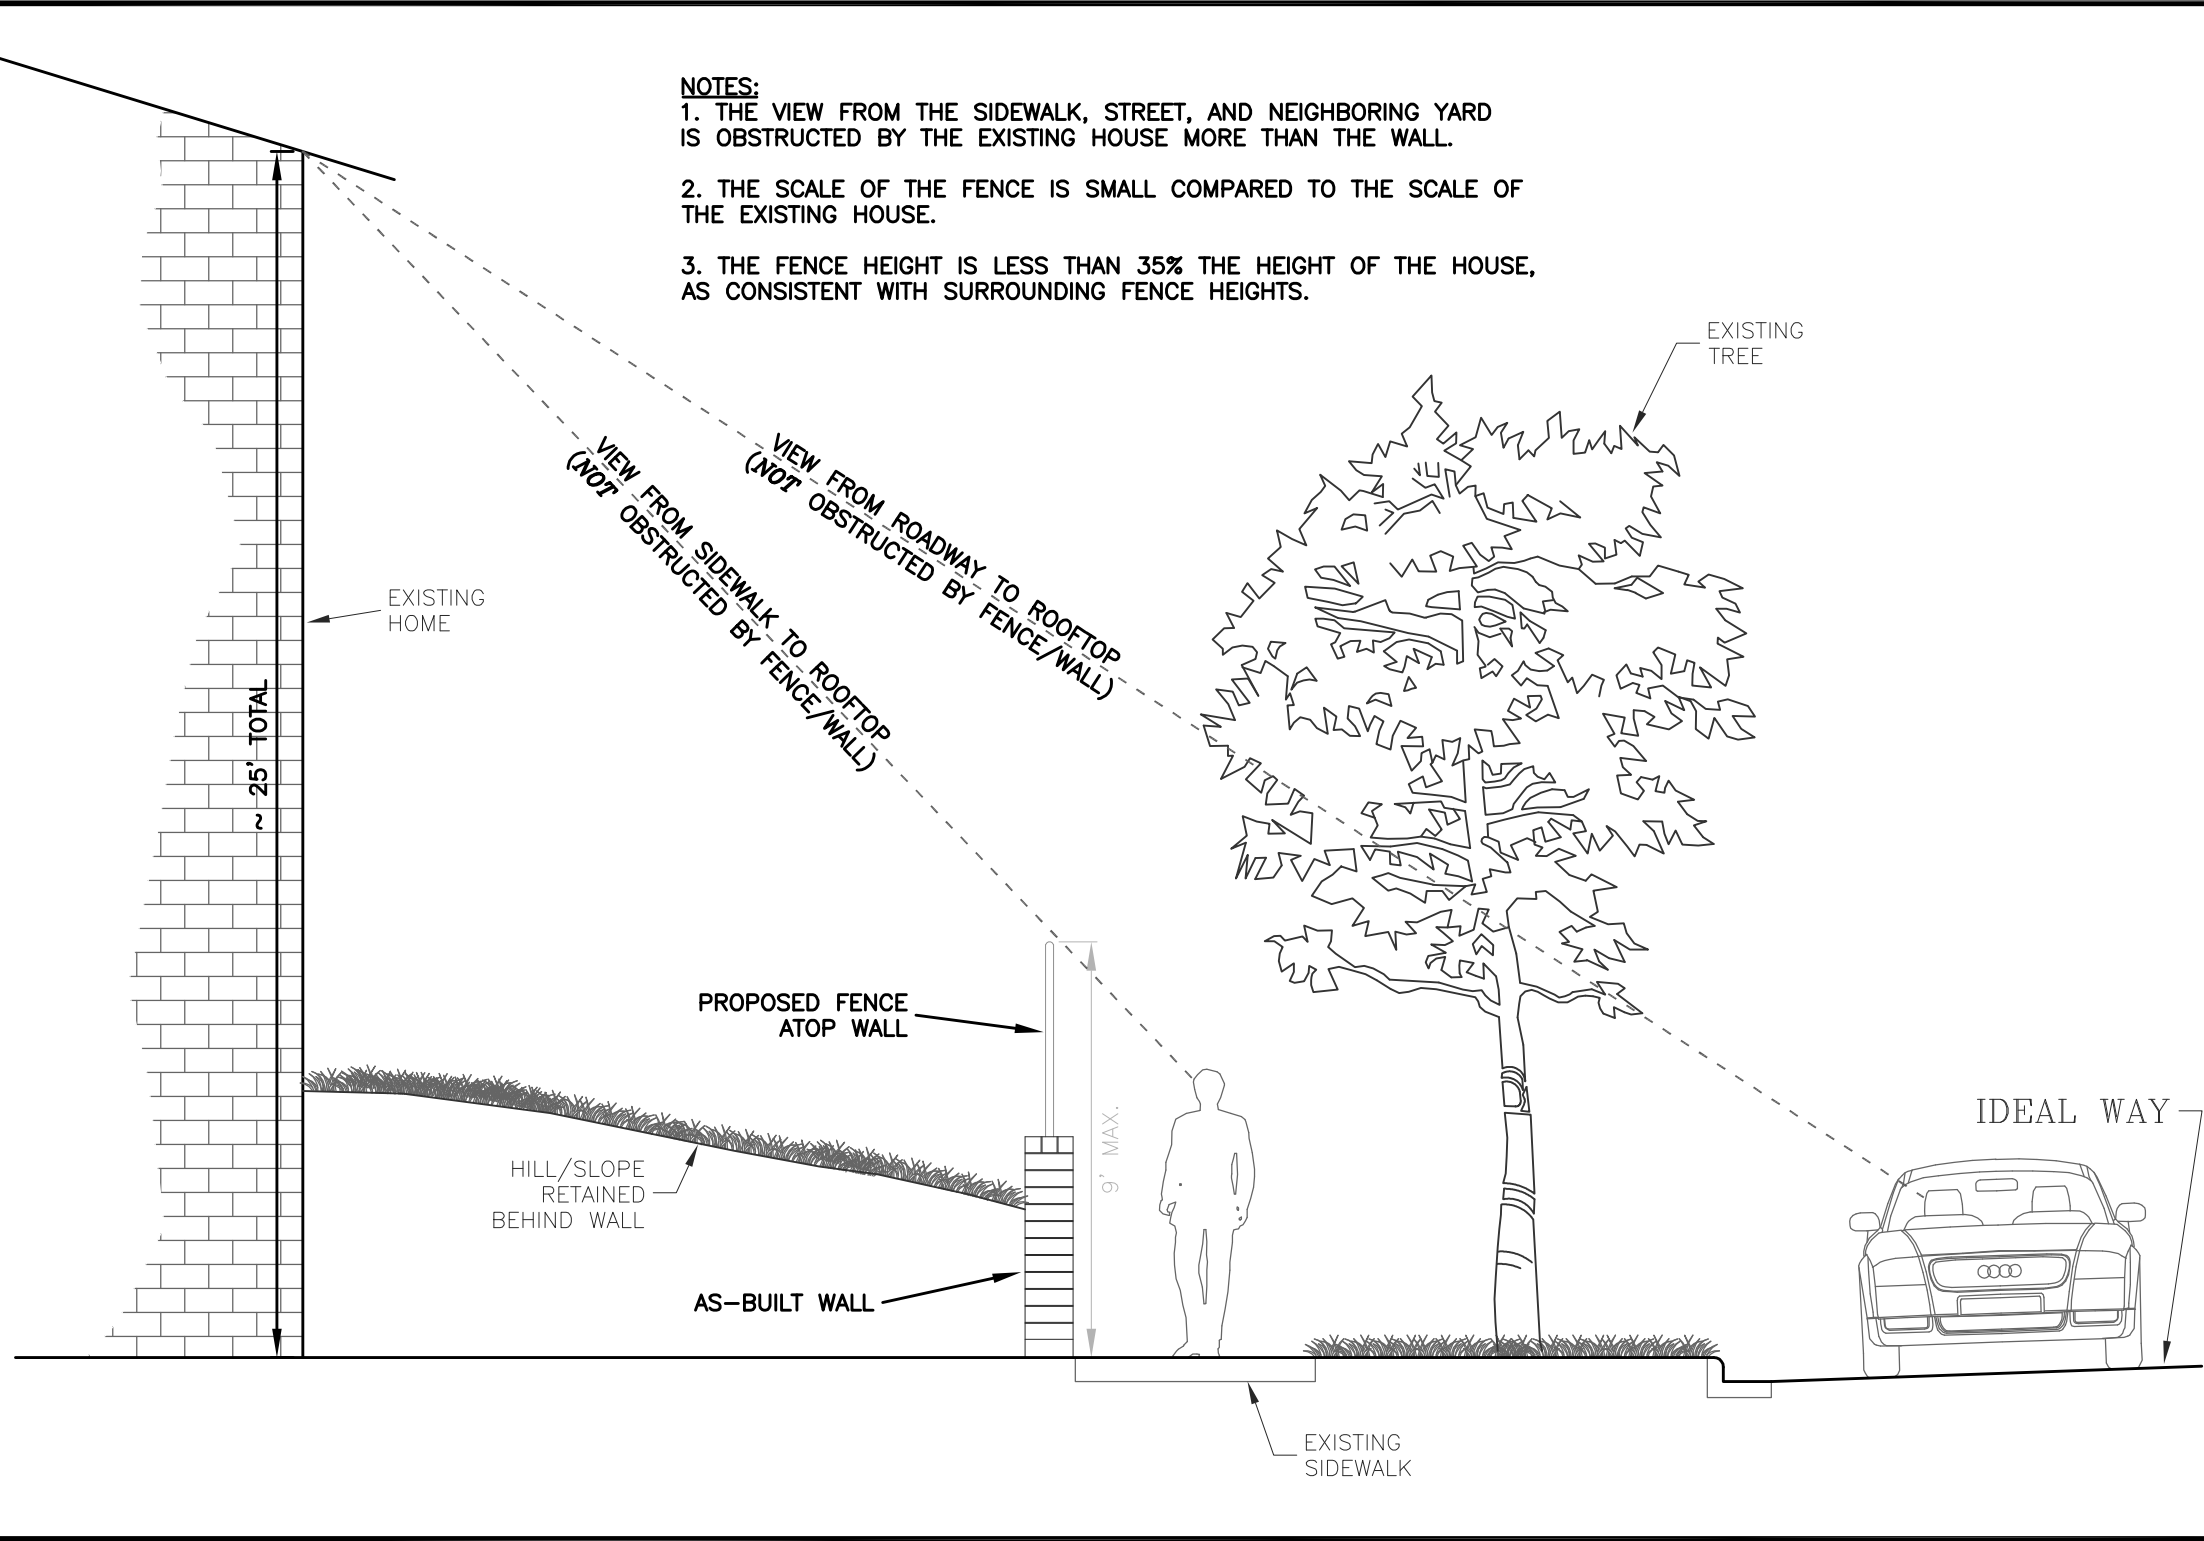 NOTES:
1. THE VIEW FROM THE SIDEWALK, STREET, AND NEIGHBORING YARD
IS OBSTRUCTED BY THE EXISTING HOUSE MORE THAN THE WALL.
2. THE SCALE OF THE FENCE IS SMALL COMPARED TO THE SCALE OF
THE EXISTING HOUSE.
3. THE FENCE HEIGHT IS LESS THAN 35% THE HEIGHT OF THE HOUSE,
AS CONSISTENT WITH SURROUNDING FENCE HEIGHTS.
EXISTING
TREE
VIEW FROM ROADWAY TO ROOFTOP
(NOT OBSTRUCTED BY FENCE/WALL)
VIEW FROM SIDEWALK TO ROOFTOP
(NOT OBSTRUCTED BY FENCE/WALL)
EXISTING
HOME
~ 25' TOTAL
PROPOSED FENCE
ATOP WALL
9' MAX.
IDEAL WAY
HILL/SLOPE
RETAINED
BEHIND WALL
AS-BUILT WALL
EXISTING
SIDEWALK